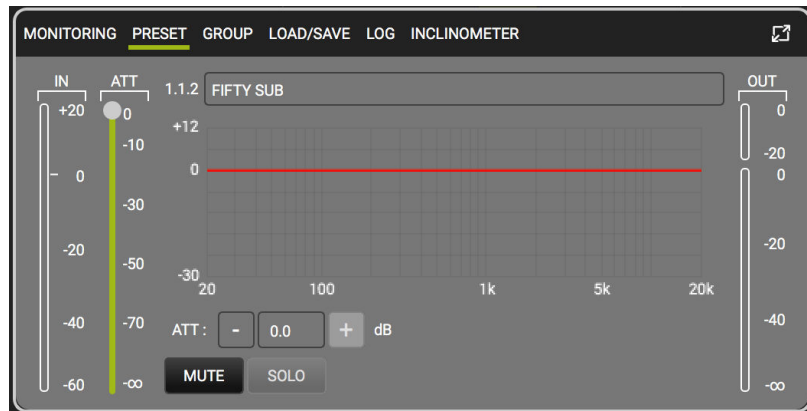 MONITORING PRESET GROUP LOAD/SAVE LOG INCLINOMETER
IN ATT OUT
1.1.2 FIFTY SUB
+20 0 0
+12
-10
-20
0 0 0
-30
-20 -20
-50
-30
20 100 1k 5k 20k
-40 -70 -40
ATT : - 0.0 + dB
MUTE SOLO
-60 -∞ -∞